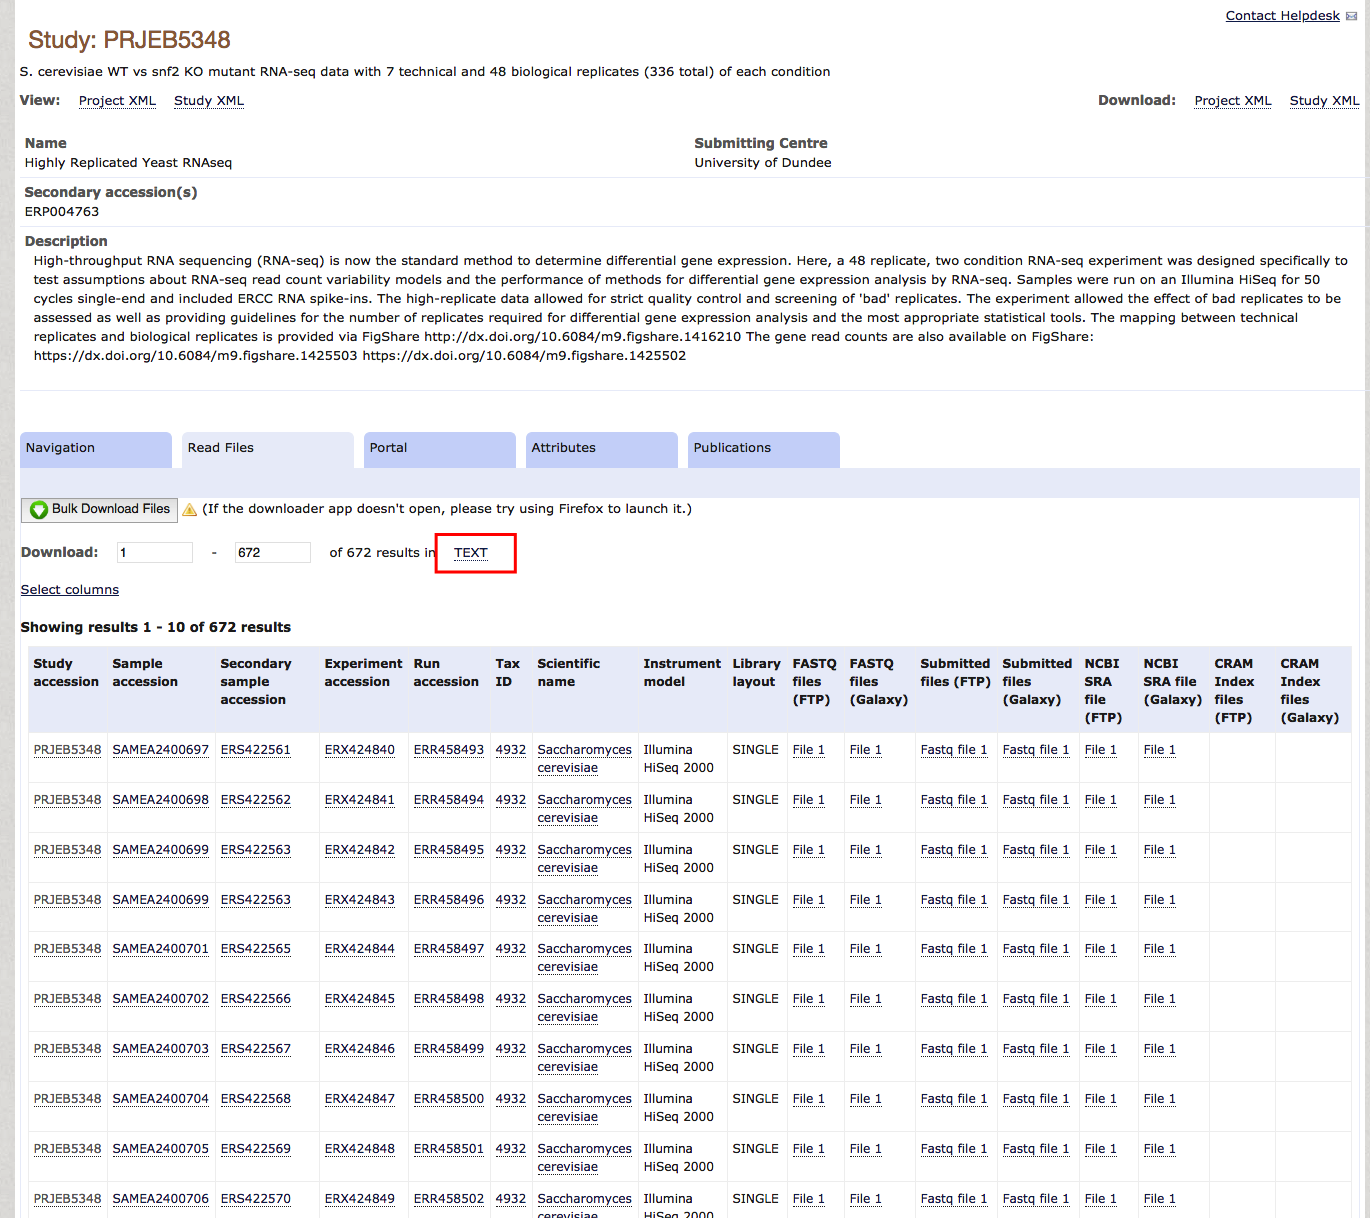 Contact Helpdesk
Study: PRJEB5348
S. cerevisiae WT vs snf2 KO mutant RNA-seq data with 7 technical and 48 biological replicates (336 total) of each condition
View: Project XML Study XML Download: Project XML Study XML
Name Submitting Centre
Highly Replicated Yeast RNAseq University of Dundee
Secondary accession(s)
ERP004763
Description
High-throughput RNA sequencing (RNA-seq) is now the standard method to determine differential gene expression. Here, a 48 replicate, two condition RNA-seq experiment was designed specifically to
test assumptions about RNA-seq read count variability models and the performance of methods for differential gene expression analysis by RNA-seq. Samples were run on an Illumina HiSeq for 50
cycles single-end and included ERCC RNA spike-ins. The high-replicate data allowed for strict quality control and screening of 'bad' replicates. The experiment allowed the effect of bad replicates to be
assessed as well as providing guidelines for the number of replicates required for differential gene expression analysis and the most appropriate statistical tools. The mapping between technical
replicates and biological replicates is provided via FigShare http://dx.doi.org/10.6084/m9.figshare.1416210 The gene read counts are also available on FigShare:
https://dx.doi.org/10.6084/m9.figshare.1425503 https://dx.doi.org/10.6084/m9.figshare.1425502
Navigation Read Files Portal Attributes Publications
Bulk Download Files (If the downloader app doesn't open, please try using Firefox to launch it.)
Download: 1 - 672 of 672 results in TEXT
Select columns
Showing results 1 - 10 of 672 results
Study Sample Secondary Experiment Run Tax Scientific Instrument Library FASTQ FASTQ Submitted Submitted NCBI NCBI CRAM CRAM
accession accession sample accession accession ID name model layout files files files (FTP) files SRA SRA file Index Index
accession (FTP) (Galaxy) (Galaxy) file (Galaxy) files files
(FTP) (FTP) (Galaxy)
PRJEB5348 SAMEA2400697 ERS422561 ERX424840 ERR458493 4932 Saccharomyces Illumina SINGLE File 1 File 1 Fastq file 1 Fastq file 1 File 1 File 1
cerevisiae HiSeq 2000
PRJEB5348 SAMEA2400698 ERS422562 ERX424841 ERR458494 4932 Saccharomyces Illumina SINGLE File 1 File 1 Fastq file 1 Fastq file 1 File 1 File 1
cerevisiae HiSeq 2000
PRJEB5348 SAMEA2400699 ERS422563 ERX424842 ERR458495 4932 Saccharomyces Illumina SINGLE File 1 File 1 Fastq file 1 Fastq file 1 File 1 File 1
cerevisiae HiSeq 2000
PRJEB5348 SAMEA2400699 ERS422563 ERX424843 ERR458496 4932 Saccharomyces Illumina SINGLE File 1 File 1 Fastq file 1 Fastq file 1 File 1 File 1
cerevisiae HiSeq 2000
PRJEB5348 SAMEA2400701 ERS422565 ERX424844 ERR458497 4932 Saccharomyces Illumina SINGLE File 1 File 1 Fastq file 1 Fastq file 1 File 1 File 1
cerevisiae HiSeq 2000
PRJEB5348 SAMEA2400702 ERS422566 ERX424845 ERR458498 4932 Saccharomyces Illumina SINGLE File 1 File 1 Fastq file 1 Fastq file 1 File 1 File 1
cerevisiae HiSeq 2000
PRJEB5348 SAMEA2400703 ERS422567 ERX424846 ERR458499 4932 Saccharomyces Illumina SINGLE File 1 File 1 Fastq file 1 Fastq file 1 File 1 File 1
cerevisiae HiSeq 2000
PRJEB5348 SAMEA2400704 ERS422568 ERX424847 ERR458500 4932 Saccharomyces Illumina SINGLE File 1 File 1 Fastq file 1 Fastq file 1 File 1 File 1
cerevisiae HiSeq 2000
PRJEB5348 SAMEA2400705 ERS422569 ERX424848 ERR458501 4932 Saccharomyces Illumina SINGLE File 1 File 1 Fastq file 1 Fastq file 1 File 1 File 1
cerevisiae HiSeq 2000
PRJEB5348 SAMEA2400706 ERS422570 ERX424849 ERR458502 4932 Saccharomyces Illumina SINGLE File 1 File 1 Fastq file 1 Fastq file 1 File 1 File 1
cerevisiae HiSeq 2000